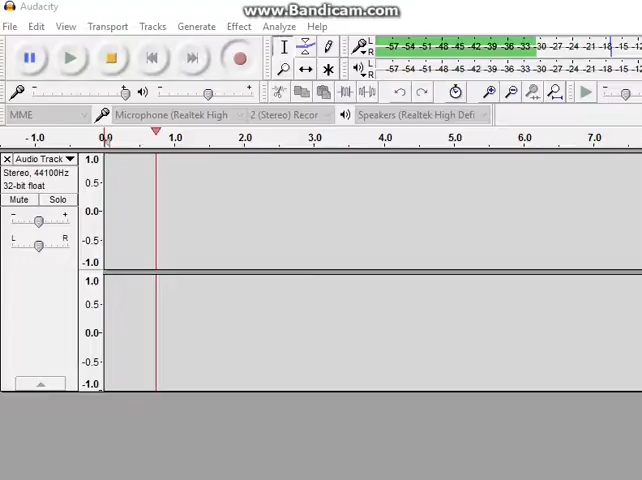 Audacity
www.Bandicam.com
File Edit View Transport Tracks Generate Effect Analyze Help
L
R
-57 -54 -51 -48 -45 -42 -39 -36 -33 -30 -27 -24 -21 -18 -15 -12
L
R
-57 -54 -51 -48 -45 -42 -39 -36 -33 -30 -27 -24 -21 -18 -15 -12
MME
Microphone (Realtek High
2 (Stereo) Recor
Speakers (Realtek High Defi
-1.0 0.0 1.0 2.0 3.0 4.0 5.0 6.0 7.0
Audio Track
Stereo, 44100Hz
32-bit float
Mute Solo
- +
L R
1.0
0.5-
0.0-
-0.5-
-1.0
1.0
0.5-
0.0-
-0.5-
-1.0